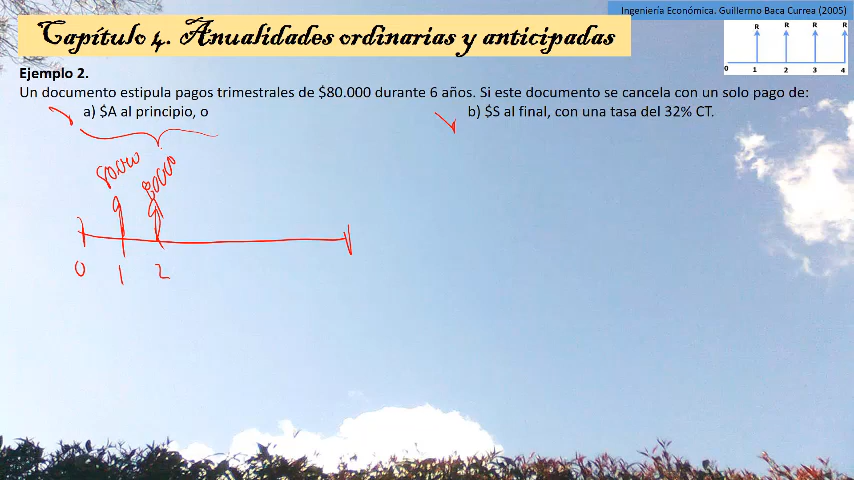 Ingeniería Económica. Guillermo Baca Currea (2005)
Capítulo 4. Anualidades ordinarias y anticipadas
R R R R
0 1 2 3 4
Ejemplo 2.
Un documento estipula pagos trimestrales de $80.000 durante 6 años. Si este documento se cancela con un solo pago de:
a) $A al principio, o b) $S al final, con una tasa del 32% CT.
80000 80000
0 1 2